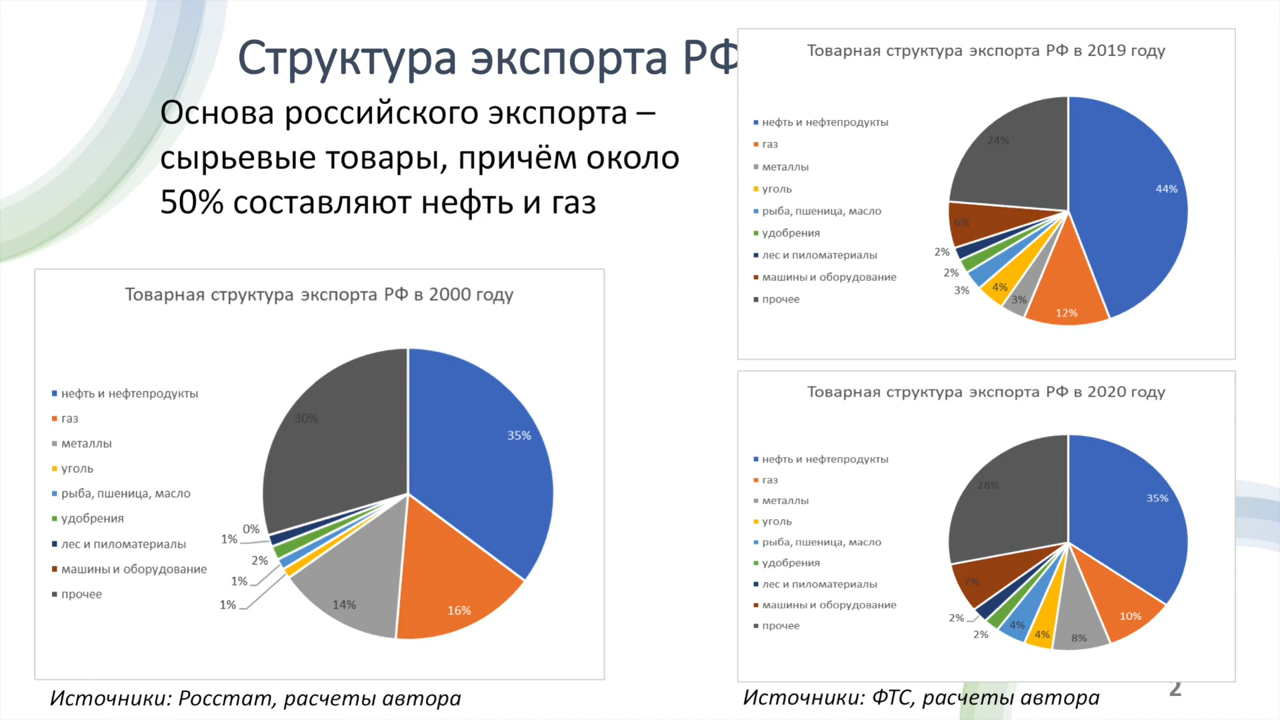 Структура экспорта РФ
Основа российского экспорта –
сырьевые товары, причём около
50% составляют нефть и газ
Товарная структура экспорта РФ в 2000 году
нефть и нефтепродукты
газ
металлы
уголь
рыба, пшеница, масло
удобрения
лес и пиломатериалы
машины и оборудование
прочее
35%
16%
14%
1%
1%
2%
1%
0%
30%
Источники: Росстат, расчеты автора
Товарная структура экспорта РФ в 2019 году
нефть и нефтепродукты
газ
металлы
уголь
рыба, пшеница, масло
удобрения
лес и пиломатериалы
машины и оборудование
прочее
44%
12%
3%
4%
3%
2%
2%
6%
24%
Товарная структура экспорта РФ в 2020 году
нефть и нефтепродукты
газ
металлы
уголь
рыба, пшеница, масло
удобрения
лес и пиломатериалы
машины и оборудование
прочее
35%
10%
8%
4%
4%
2%
2%
7%
28%
Источники: ФТС, расчеты автора
2